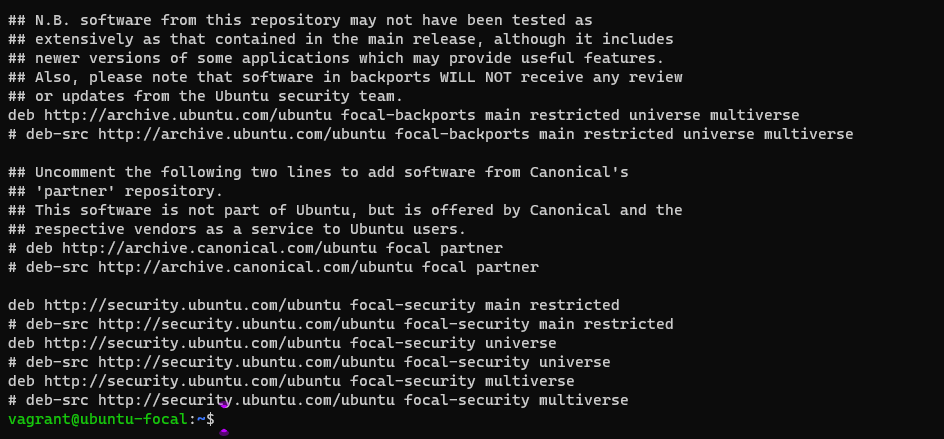 ## N.B. software from this repository may not have been tested as
## extensively as that contained in the main release, although it includes
## newer versions of some applications which may provide useful features.
## Also, please note that software in backports WILL NOT receive any review
## or updates from the Ubuntu security team.
deb http://archive.ubuntu.com/ubuntu focal-backports main restricted universe multiverse
# deb-src http://archive.ubuntu.com/ubuntu focal-backports main restricted universe multiverse

## Uncomment the following two lines to add software from Canonical's
## 'partner' repository.
## This software is not part of Ubuntu, but is offered by Canonical and the
## respective vendors as a service to Ubuntu users.
# deb http://archive.canonical.com/ubuntu focal partner
# deb-src http://archive.canonical.com/ubuntu focal partner

deb http://security.ubuntu.com/ubuntu focal-security main restricted
# deb-src http://security.ubuntu.com/ubuntu focal-security main restricted
deb http://security.ubuntu.com/ubuntu focal-security universe
# deb-src http://security.ubuntu.com/ubuntu focal-security universe
deb http://security.ubuntu.com/ubuntu focal-security multiverse
# deb-src http://security.ubuntu.com/ubuntu focal-security multiverse
vagrant@ubuntu-focal:~$